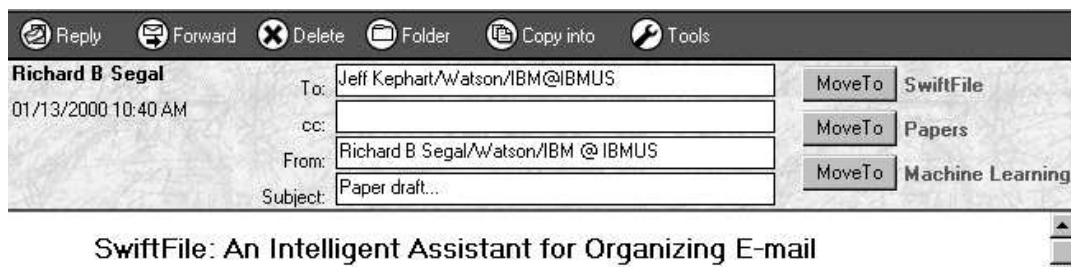 Reply Forward Delete Folder Copy into Tools
Richard B Segal
01/13/2000 10:40 AM
To: Jeff Kephart/Watson/IBM@IBMUS
cc:
From: Richard B Segal/Watson/IBM @ IBMUS
Subject: Paper draft...
MoveTo SwiftFile
MoveTo Papers
MoveTo Machine Learning
SwiftFile: An Intelligent Assistant for Organizing E-mail